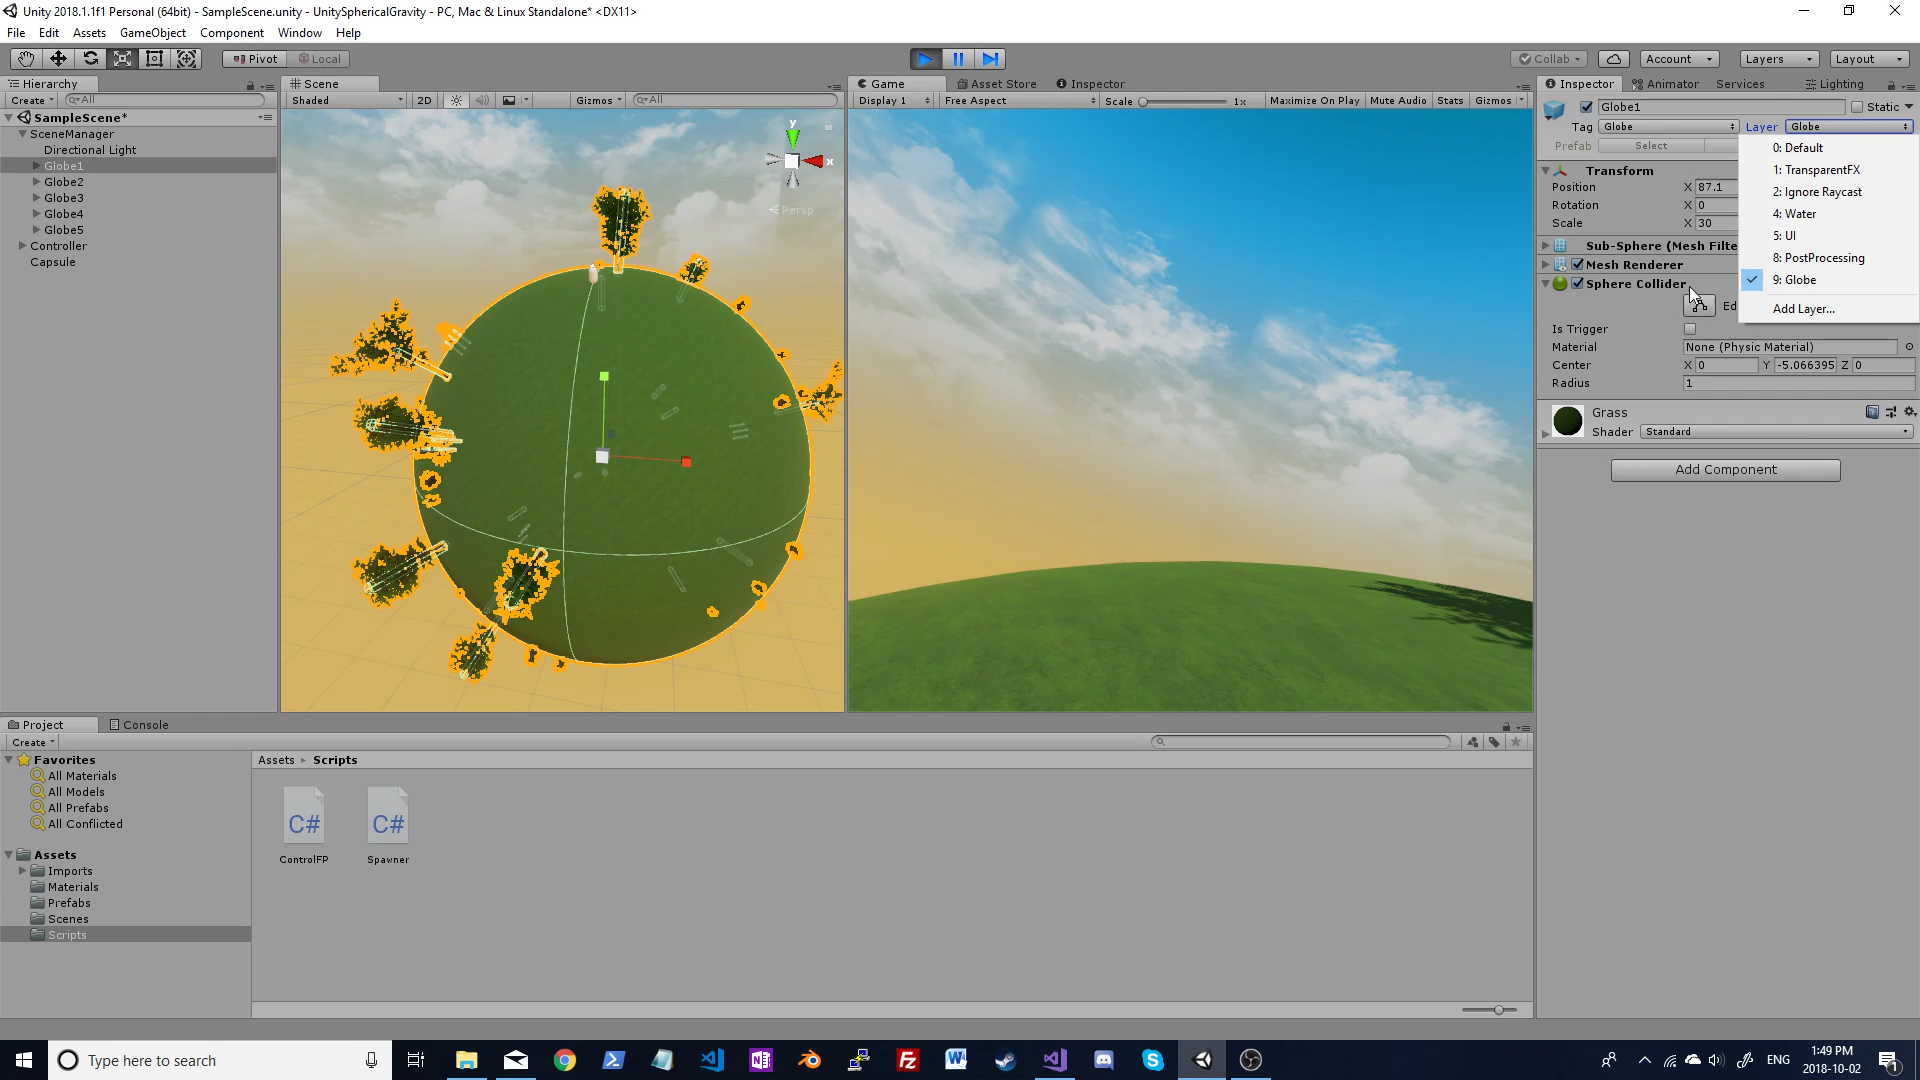 Unity 2018.1.1f1 Personal (64bit) - SampleScene.unity - UnitySphericalGravity - PC, Mac & Linux Standalone* <DX11>
File Edit Assets GameObject Component Window Help
Pivot Local Collab Account Layers Layout
Hierarchy
Create All
SampleScene*
SceneManager
Directional Light
Globe1
Globe2
Globe3
Globe4
Globe5
Controller
Capsule
Scene
Shaded 2D Gizmos All
y
x
Persp
Game Asset Store Inspector
Display 1 Free Aspect Scale 1x Maximize On Play Mute Audio Stats Gizmos
Inspector Animator Services Lighting
Globe1 Static
Tag Globe Layer Globe
Prefab Select
0: Default
1: TransparentFX
2: Ignore Raycast
4: Water
5: UI
8: PostProcessing
9: Globe
Add Layer...
Transform
Position X 87.1
Rotation X 0
Scale X 30
Sub-Sphere (Mesh Filte
Mesh Renderer
Sphere Collider
Ed
Is Trigger
Material None (Physic Material)
Center X 0 Y -5.066395 Z 0
Radius 1
Grass
Shader Standard
Add Component
Project Console
Create
Favorites
All Materials
All Models
All Prefabs
All Conflicted
Assets
Imports
Materials
Prefabs
Scenes
Scripts
Assets Scripts
C# C#
ControlFP Spawner
Type here to search
ENG
1:49 PM
2018-10-02
1